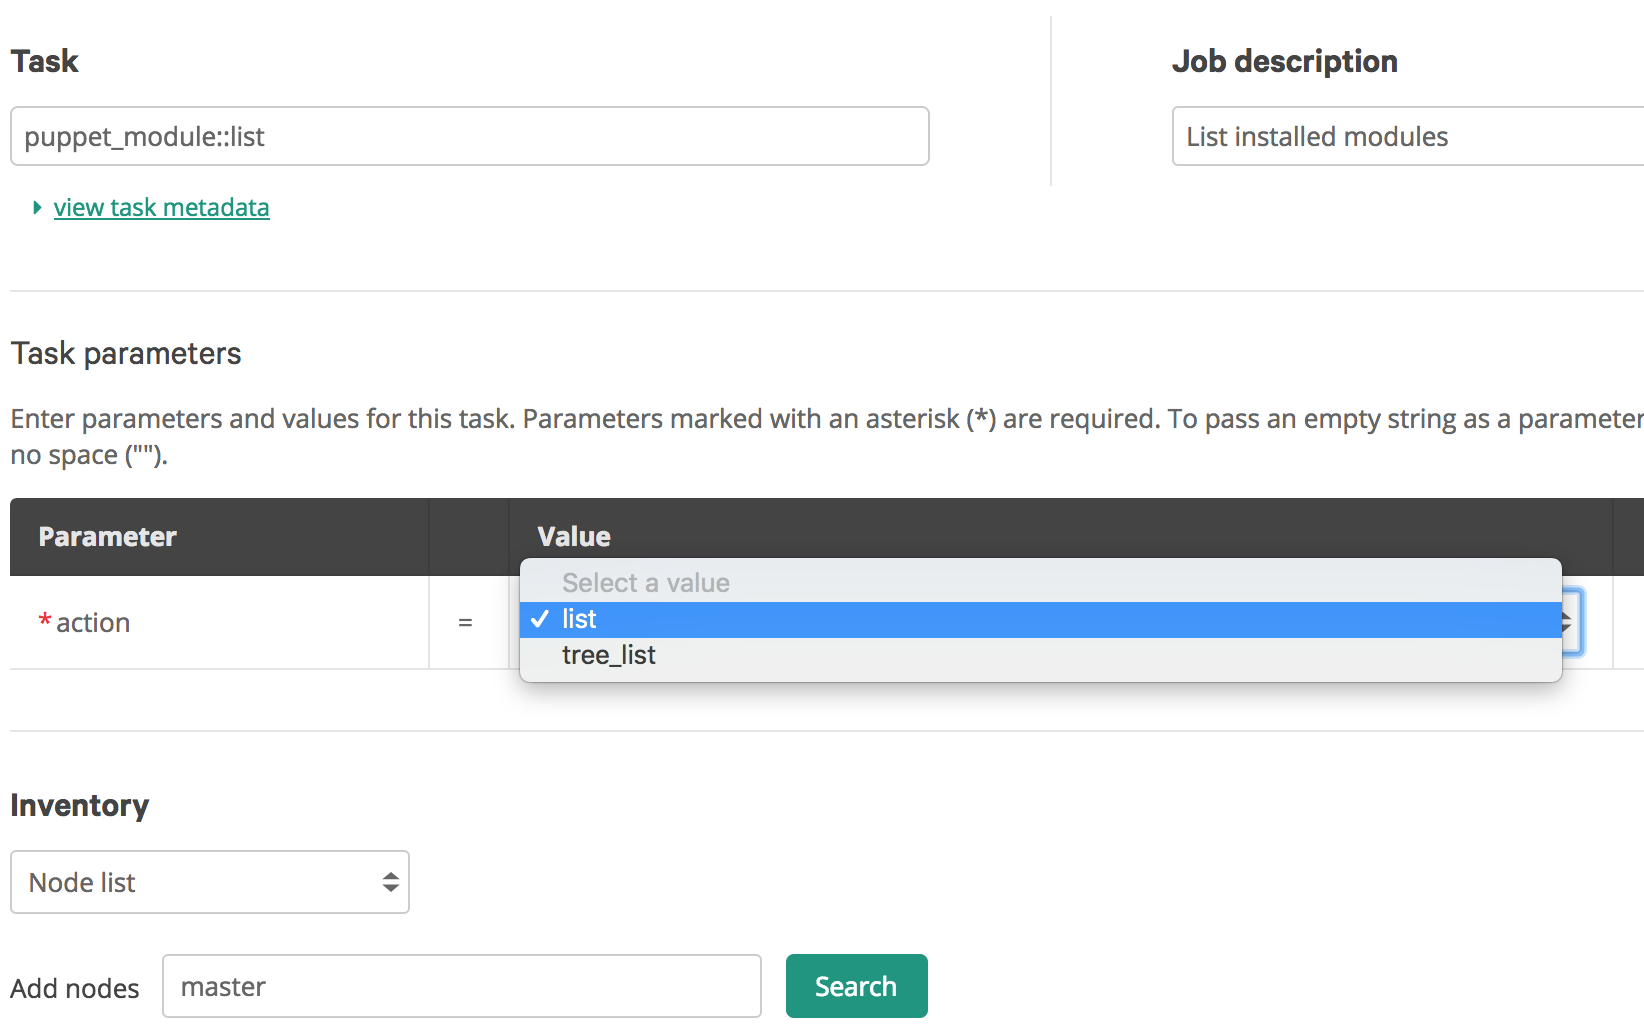 Task
Job description
puppet_module::list
List installed modules
view task metadata
Task parameters
Enter parameters and values for this task. Parameters marked with an asterisk (*) are required. To pass an empty string as a parameter
no space ("").
Parameter
Value
Select a value
* action = ✓ list
tree_list
Inventory
Node list
Add nodes master Search